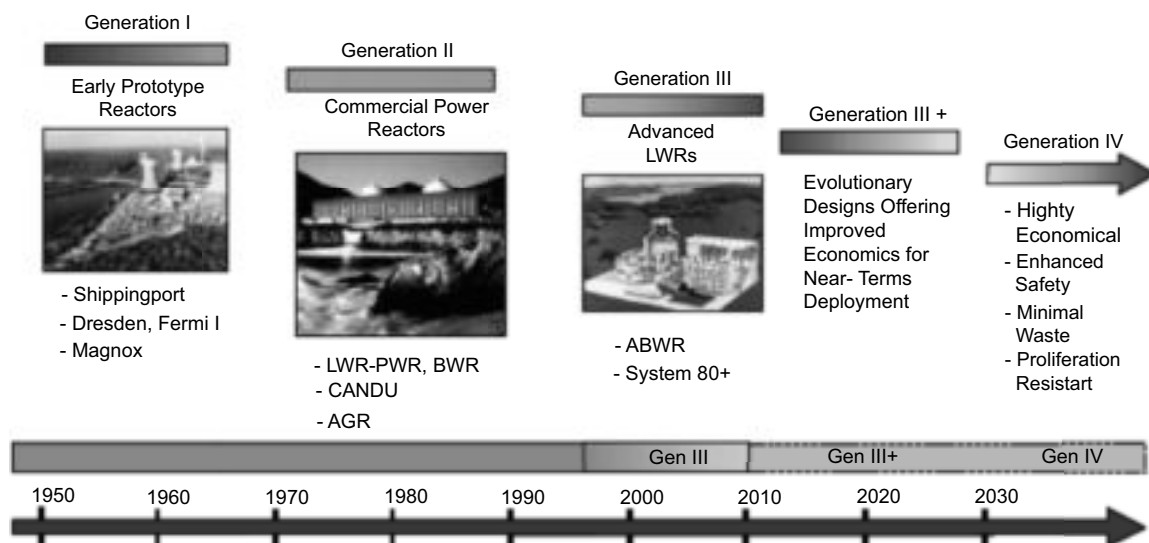 Generation I
Early Prototype
Reactors
- Shippingport
- Dresden, Fermi I
- Magnox
Generation II
Commercial Power
Reactors
- LWR-PWR, BWR
- CANDU
- AGR
Generation III
Advanced
LWRs
- ABWR
- System 80+
Generation III +
Evolutionary
Designs Offering
Improved
Economics for
Near- Terms
Deployment
Generation IV
- Highty
Economical
- Enhanced
Safety
- Minimal
Waste
- Proliferation
Resistart
Gen III
Gen III+
Gen IV
1950
1960
1970
1980
1990
2000
2010
2020
2030